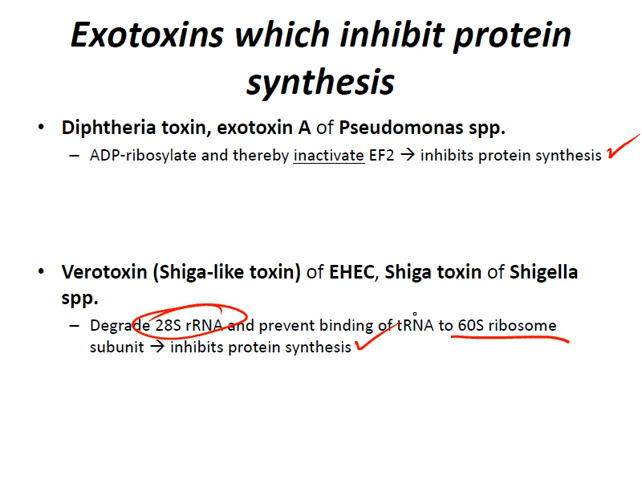 Exotoxins which inhibit protein
synthesis
• Diphtheria toxin, exotoxin A of Pseudomonas spp.
– ADP-ribosylate and thereby inactivate EF2 → inhibits protein synthesis
• Verotoxin (Shiga-like toxin) of EHEC, Shiga toxin of Shigella
spp.
– Degrade 28S rRNA and prevent binding of tRNA to 60S ribosome
subunit → inhibits protein synthesis